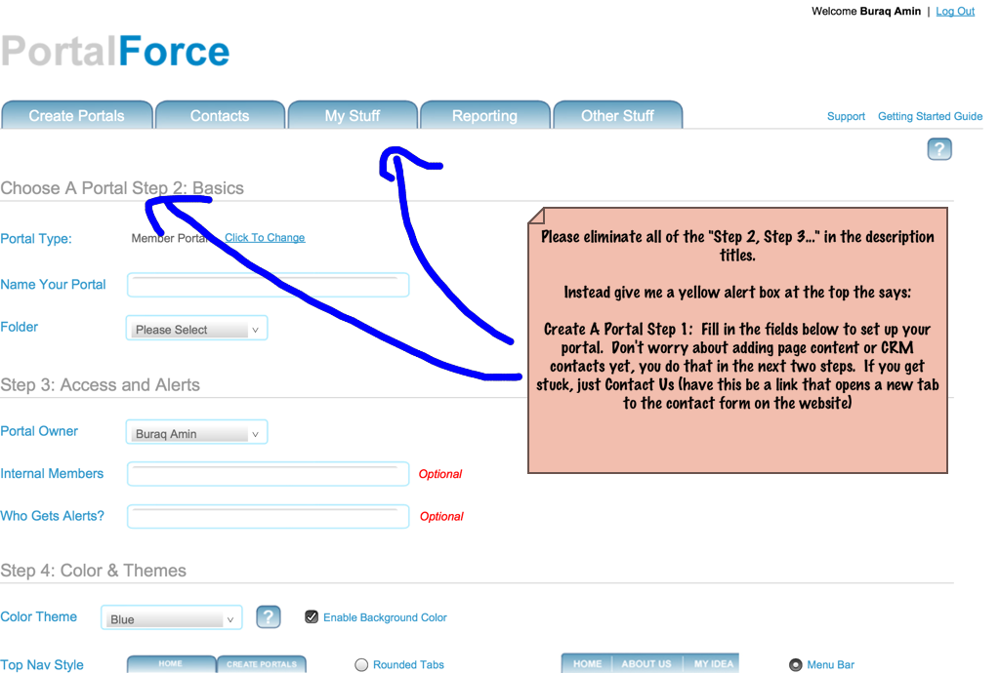 Welcome Buraq Amin | Log Out
PortalForce
Create Portals Contacts My Stuff Reporting Other Stuff Support Getting Started Guide
?
Choose A Portal Step 2: Basics
Portal Type: Member Portal Click To Change
Name Your Portal
Folder Please Select
Please eliminate all of the "Step 2, Step 3..." in the description
titles.
Instead give me a yellow alert box at the top the says:
Create A Portal Step 1: Fill in the fields below to set up your
portal. Don't worry about adding page content or CRM
contacts yet, you do that in the next two steps. If you get
stuck, just Contact Us (have this be a link that opens a new tab
to the contact form on the website)
Step 3: Access and Alerts
Portal Owner Buraq Amin
Internal Members Optional
Who Gets Alerts? Optional
Step 4: Color & Themes
Color Theme Blue ? Enable Background Color
Top Nav Style HOME CREATE PORTALS Rounded Tabs HOME ABOUT US MY IDEA Menu Bar